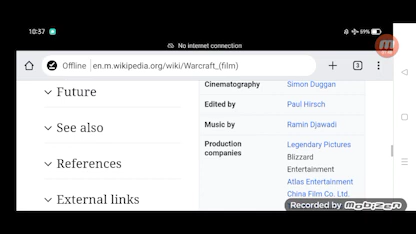 10:37
59%
No internet connection
Offline en.m.wikipedia.org/wiki/Warcraft_(film)
3
Future
See also
References
External links
Cinematography Simon Duggan
Edited by Paul Hirsch
Music by Ramin Djawadi
Production companies Legendary Pictures
Blizzard
Entertainment
Atlas Entertainment
China Film Co. Ltd
Recorded by Mobizen